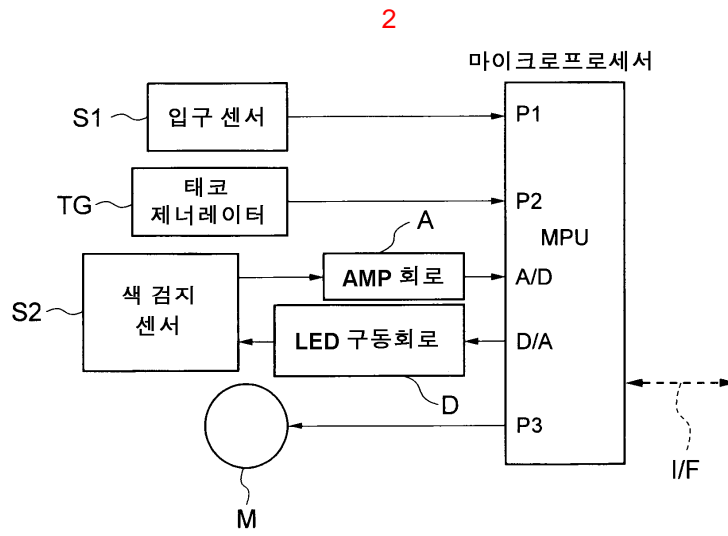 2
마이크로프로세서
S1
입구 센서
P1
TG
태코
제너레이터
P2
MPU
A
AMP 회로
A/D
S2
색 검지
센서
LED 구동회로
D/A
D
P3
I/F
M